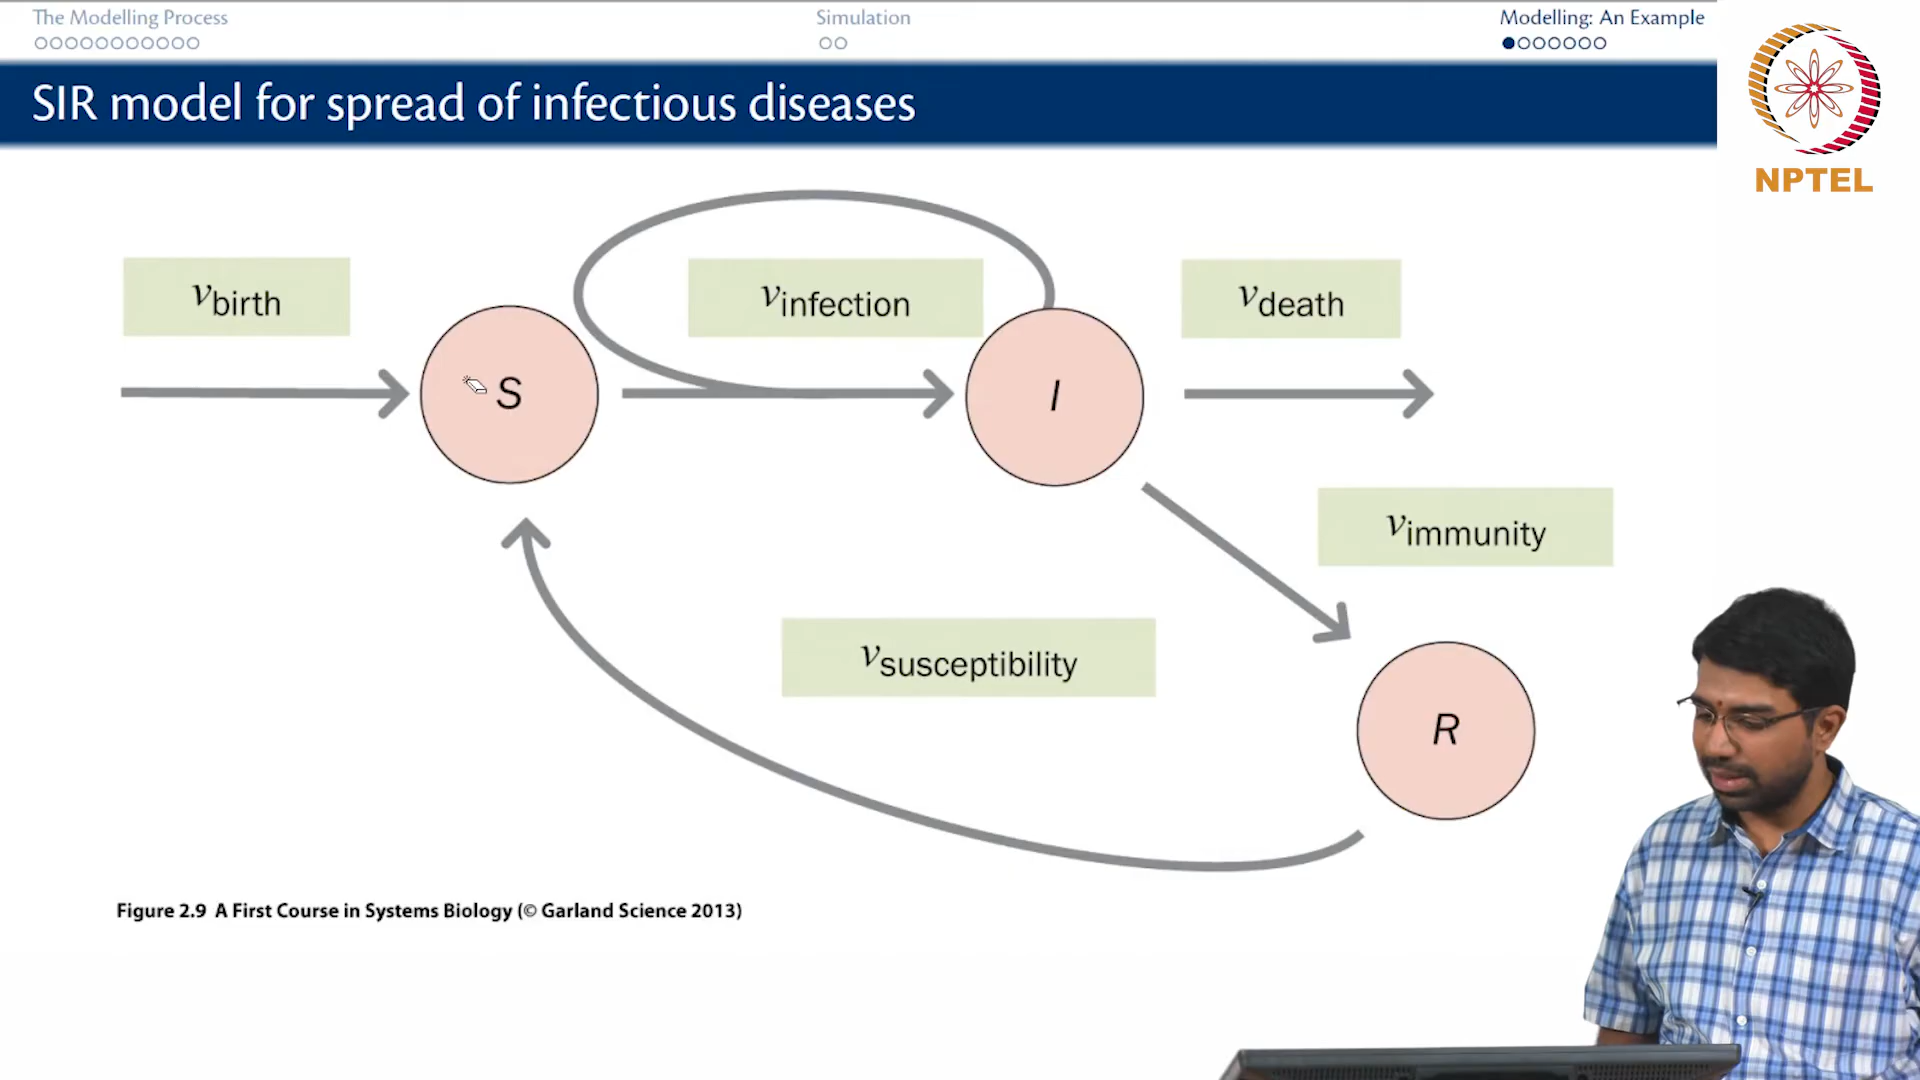 The Modelling Process
Simulation
Modelling: An Example
SIR model for spread of infectious diseases
NPTEL
vbirth
vinfection
vdeath
S
I
vimmunity
vsusceptibility
R
Figure 2.9 A First Course in Systems Biology (© Garland Science 2013)